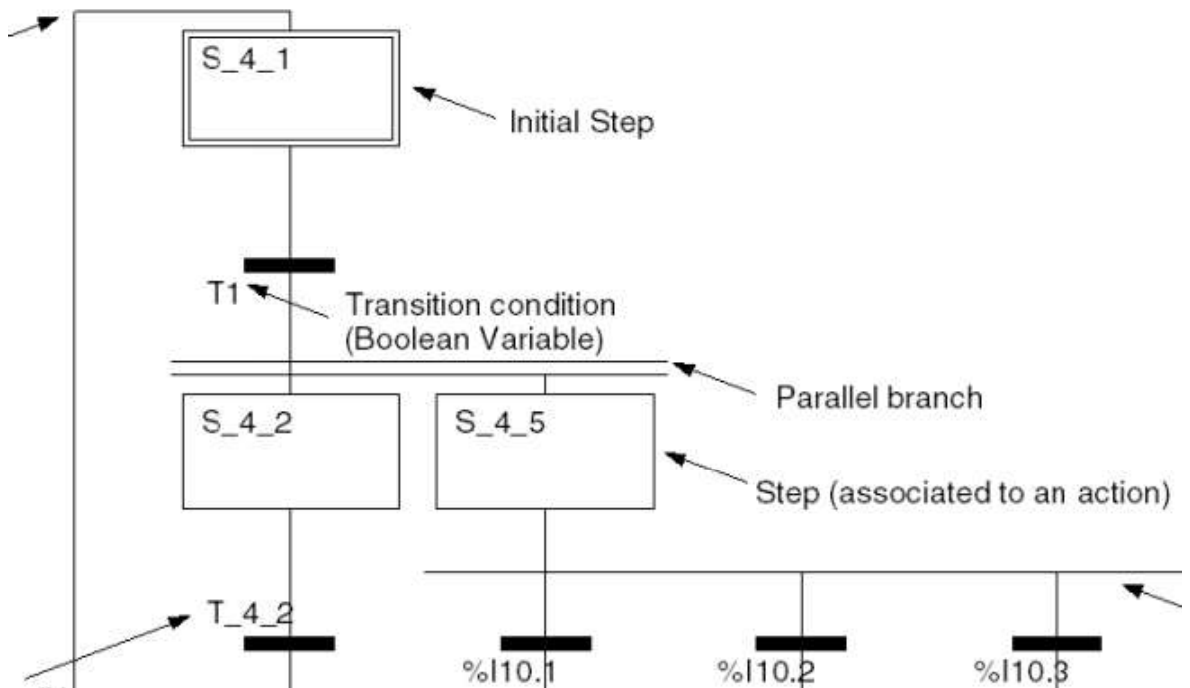 S_4_1
Initial Step
T1
Transition condition
(Boolean Variable)
Parallel branch
S_4_2
S_4_5
Step (associated to an action)
T_4_2
%I10.1
%I10.2
%I10.3